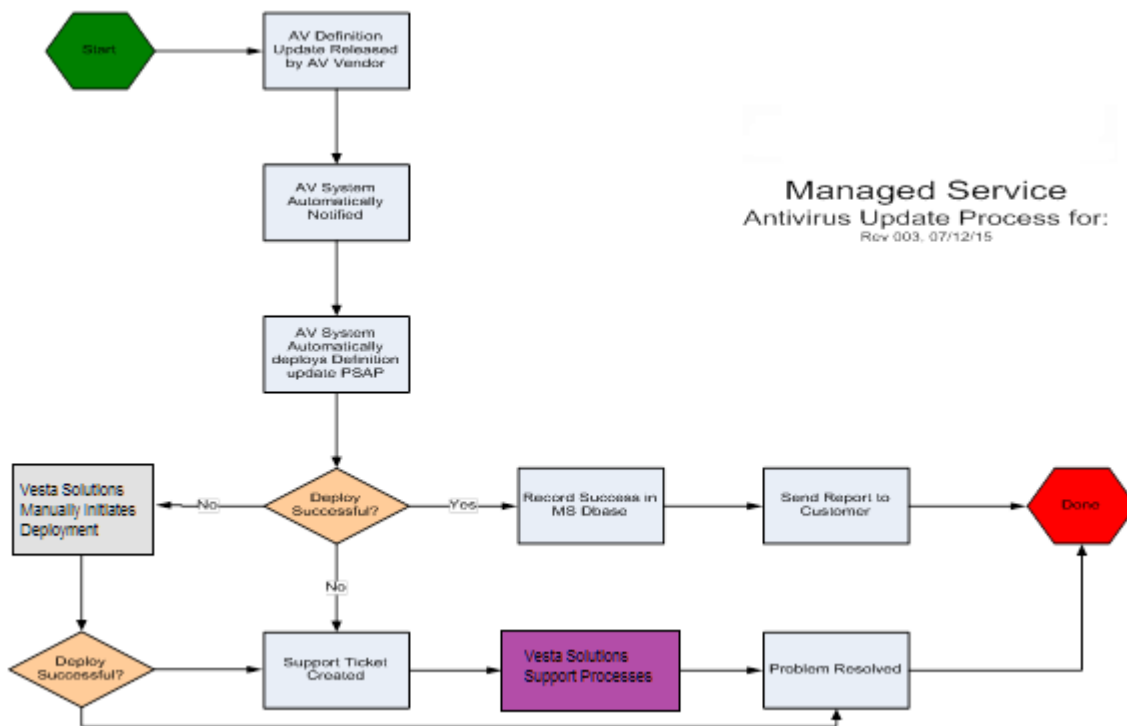 Start
AV Definition
Update Released
by AV Vendor
AV System
Automatically
Notified
Managed Service
Antivirus Update Process for:
Rev 003, 07/12/15
AV System
Automatically
deploys Definition
update PSAP
Vesta Solutions
Manually Initiates
Deployment
No
Deploy
Successful?
Yes
Record Success in
MS Dbase
Send Report to
Customer
Done
No
Deploy
Successful?
Support Ticket
Created
Vesta Solutions
Support Processes
Problem Resolved